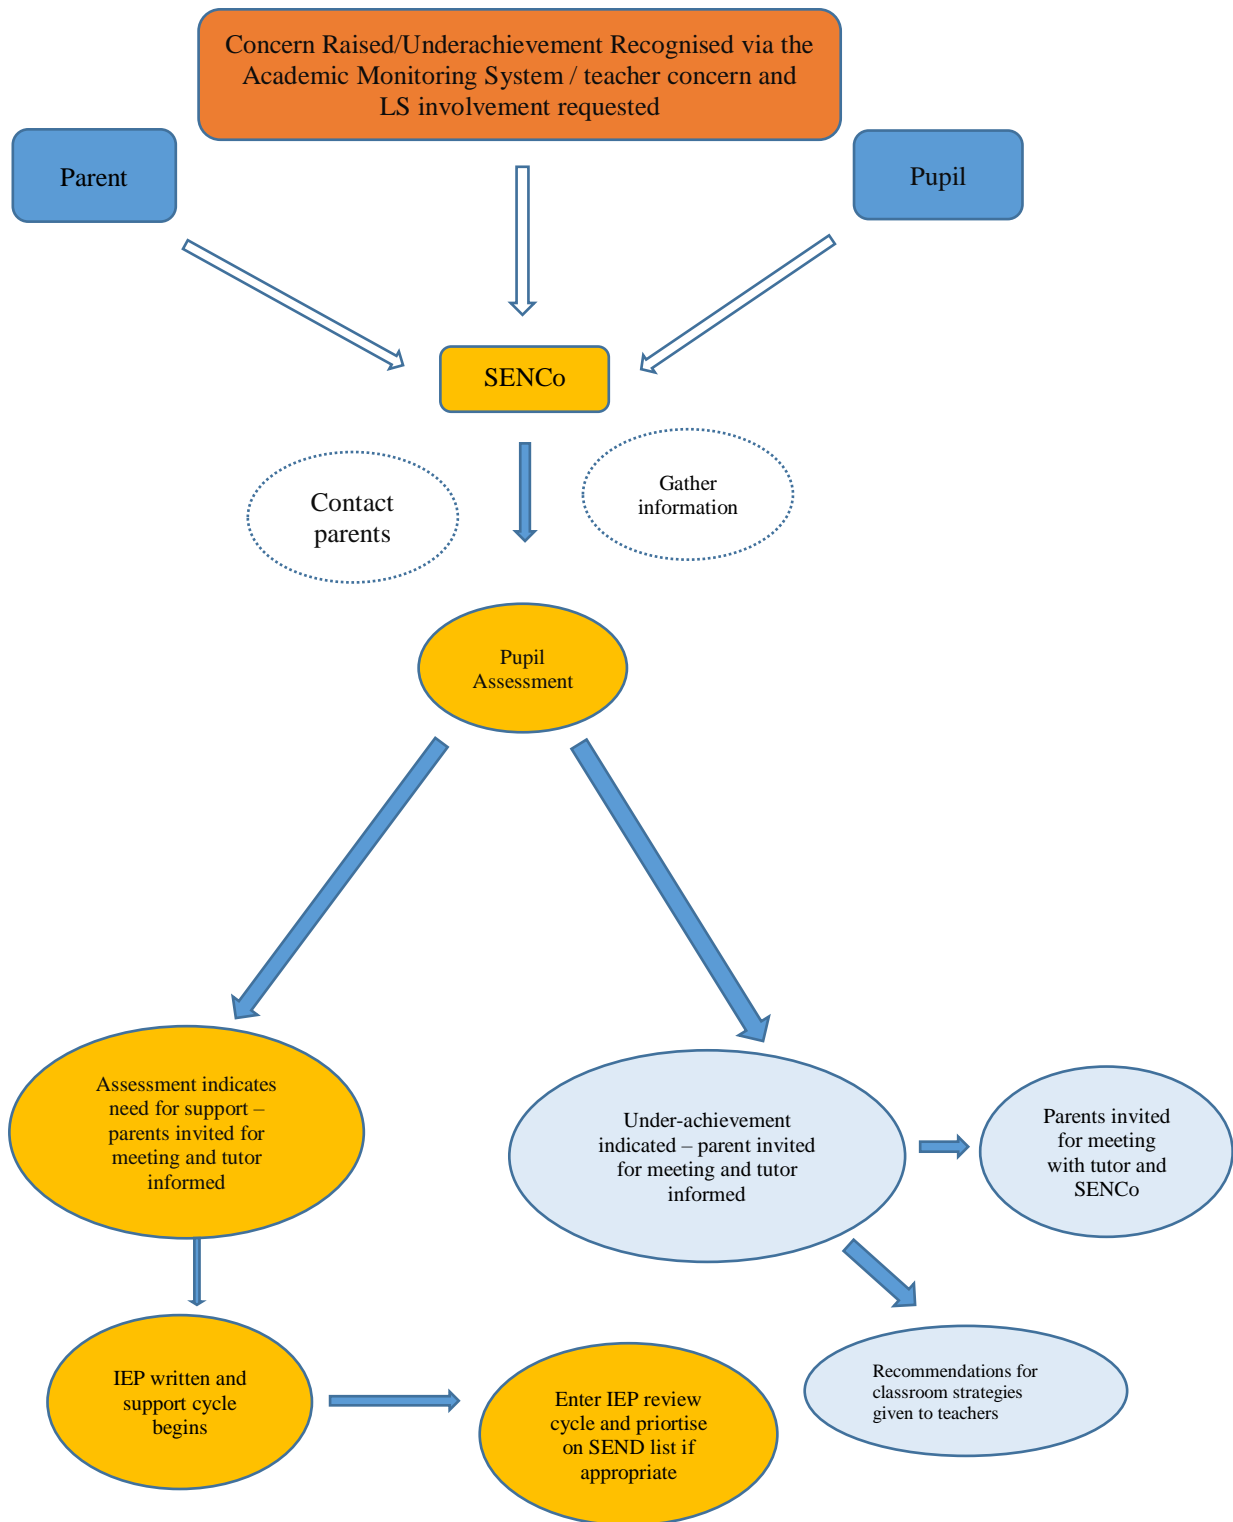 Concern Raised/Underachievement Recognised via the
Academic Monitoring System / teacher concern and
LS involvement requested
Parent
Pupil
SENCo
Contact
parents
Gather
information
Pupil
Assessment
Assessment indicates
need for support –
parents invited for
meeting and tutor
informed
Under-achievement
indicated – parent invited
for meeting and tutor
informed
Parents invited
for meeting
with tutor and
SENCo
IEP written and
support cycle
begins
Enter IEP review
cycle and priortise
on SEND list if
appropriate
Recommendations for
classroom strategies
given to teachers